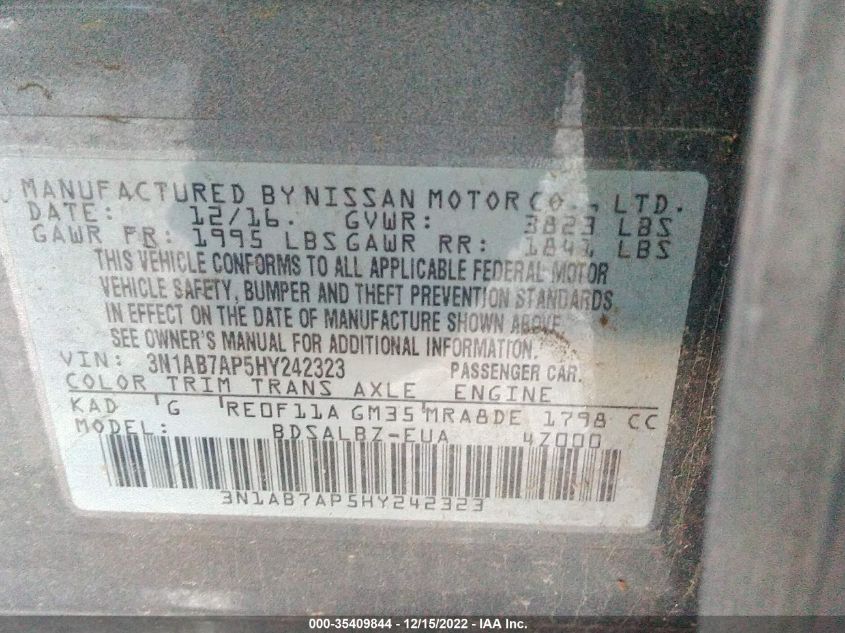 MANUFACTURED BY NISSAN MOTOR CO., LTD.
DATE: 12/16. GVWR: 3823 LBS
GAWR FR: 1995 LBS GAWR RR: 1841 LBS
THIS VEHICLE CONFORMS TO ALL APPLICABLE FEDERAL MOTOR
VEHICLE SAFETY, BUMPER AND THEFT PREVENTION STANDARDS
IN EFFECT ON THE DATE OF MANUFACTURE SHOWN ABOVE.
SEE OWNER'S MANUAL FOR ADDITIONAL INFORMATION.
VIN: 3N1AB7AP5HY242323 PASSENGER CAR.
COLOR TRIM TRANS AXLE ENGINE
KAD G RE0F11A GM35 MRA8DE 1798 CC
MODEL: BDSALBZ-EUA 47000
3N1AB7AP5HY242323
000-35409844 - 12/15/2022 - IAA Inc.